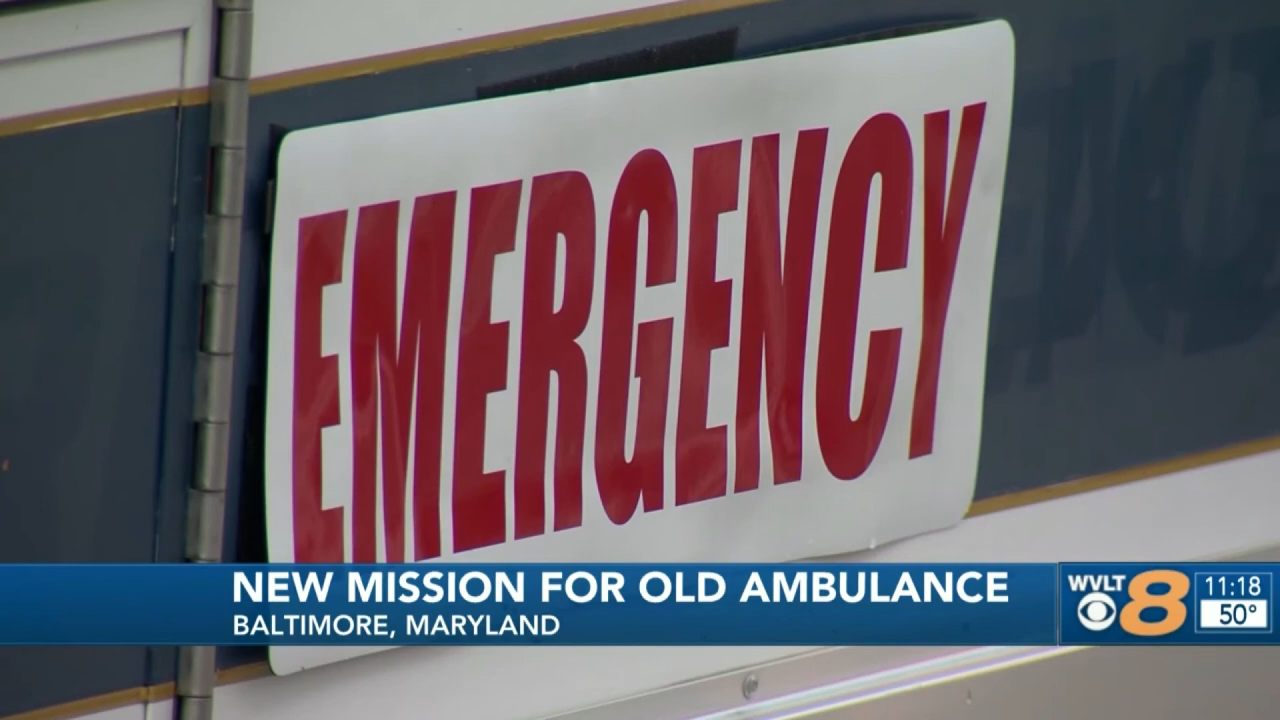 EMERGENCY
NEW MISSION FOR OLD AMBULANCE
BALTIMORE, MARYLAND
WVLT 8
11:18
50°